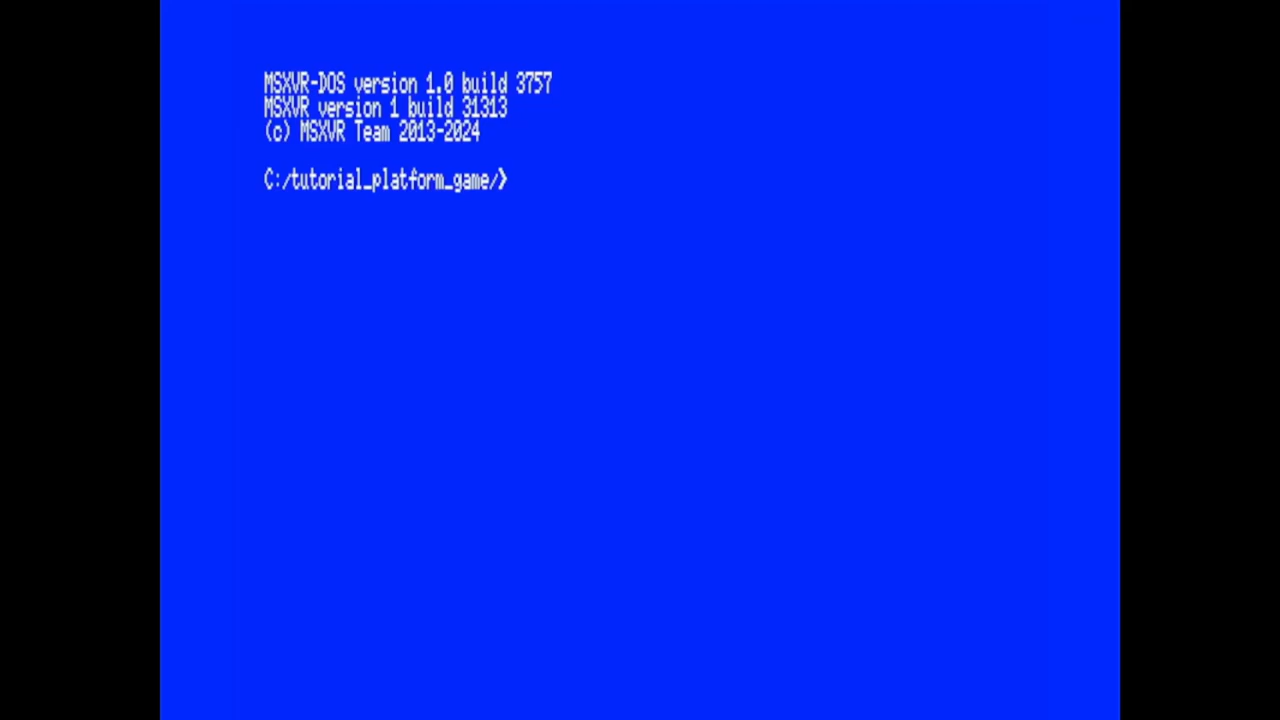 MSXVR-DOS version 1.0 build 3757
MSXVR version 1 build 31313
(c) MSXVR Team 2013-2024
C:/tutorial_platform_game/>